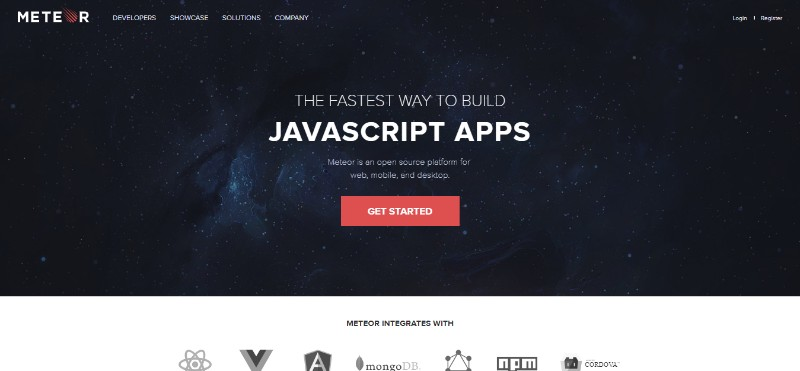 METEOR
DEVELOPERS SHOWCASE SOLUTIONS COMPANY
Login | Register
THE FASTEST WAY TO BUILD
JAVASCRIPT APPS
Meteor is an open source platform for
web, mobile, and desktop.
GET STARTED
METEOR INTEGRATES WITH
mongoDB.
npm
CORDOVA™